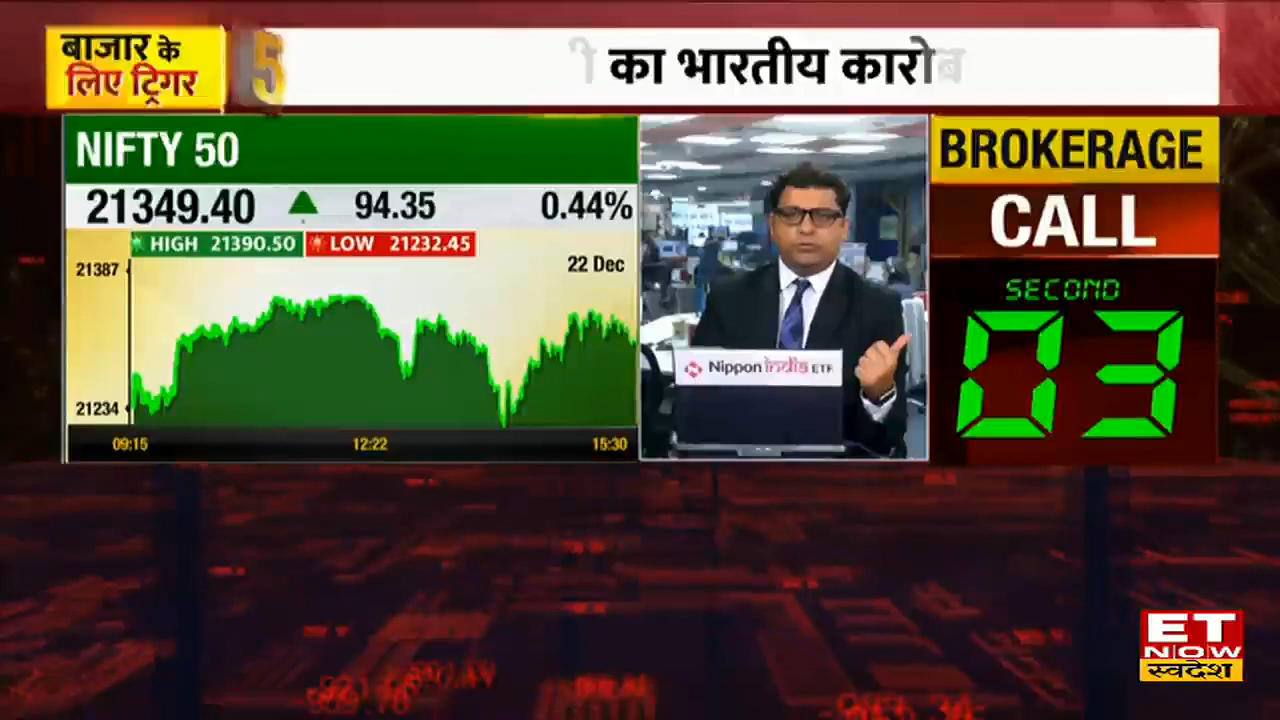 बाजार के
लिए ट्रिगर
5
का भारतीय
NIFTY 50
21349.40 94.35 0.44%
HIGH 21390.50 LOW 21232.45
22 Dec
21387
21234
09:15 12:22 15:30
Nippon india ETF
BROKERAGE
CALL
SECOND
03
ET
NOW
स्वदेश